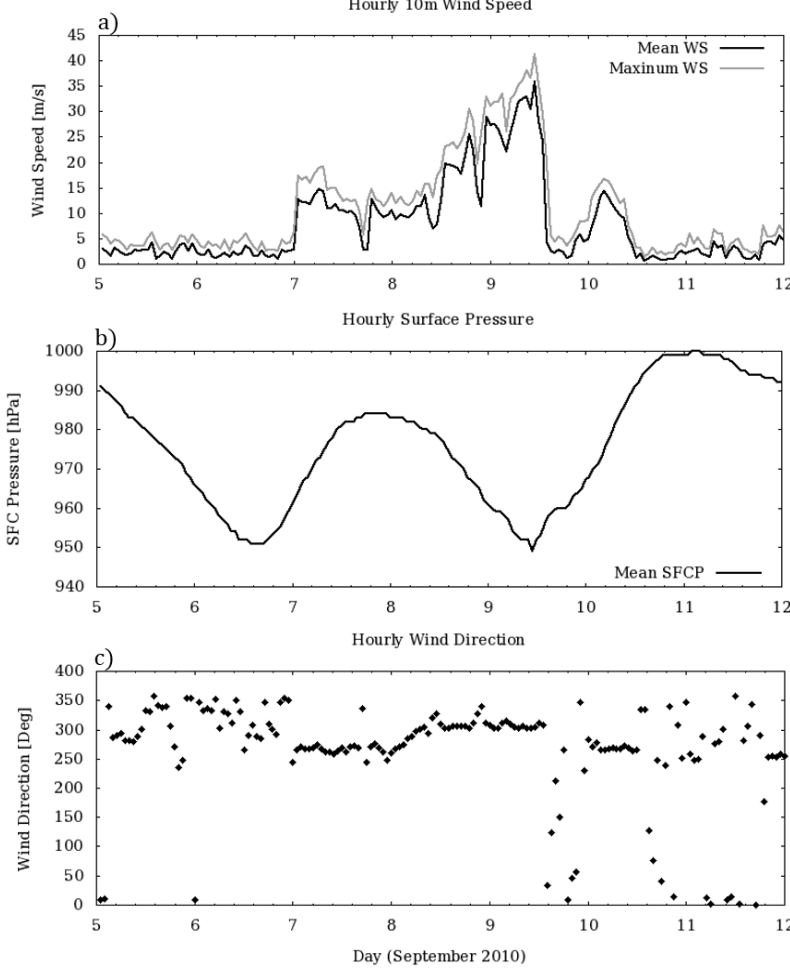 Hourly 10m Wind Speed
a)
45
40
35
30
25
20
15
10
5
0
Wind Speed [m/s]
Mean WS
Maxinum WS
5 6 7 8 9 10 11 12
Hourly Surface Pressure
b)
1000
990
980
970
960
950
940
SFC Pressure [hPa]
Mean SFCP
5 6 7 8 9 10 11 12
Hourly Wind Direction
c)
400
350
300
250
200
150
100
50
0
Wind Direction [Deg]
5 6 7 8 9 10 11 12
Day (September 2010)